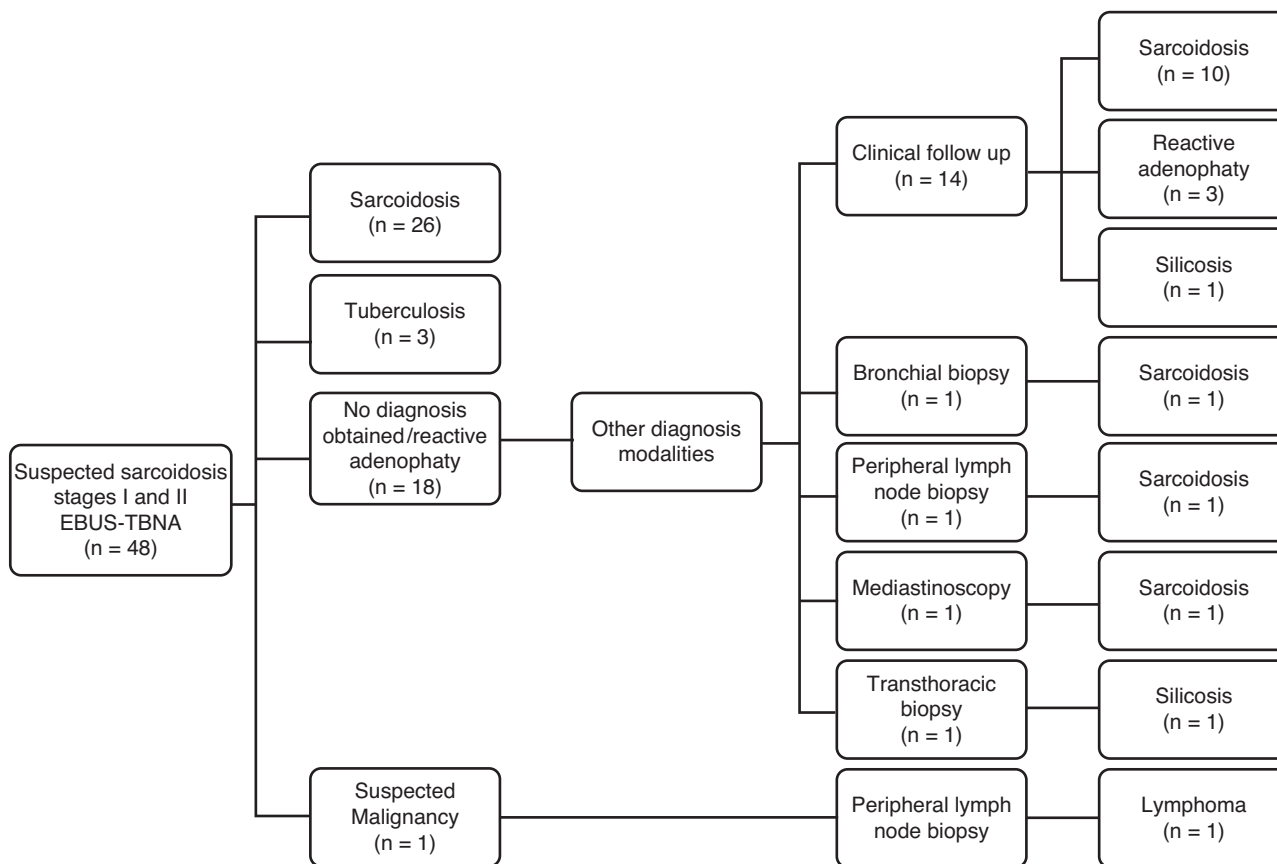 Suspected sarcoidosis
stages I and II
EBUS-TBNA
(n = 48)
Sarcoidosis
(n = 26)
Tuberculosis
(n = 3)
No diagnosis
obtained/reactive
adenophaty
(n = 18)
Suspected
Malignancy
(n = 1)
Other diagnosis
modalities
Clinical follow up
(n = 14)
Bronchial biopsy
(n = 1)
Peripheral lymph
node biopsy
(n = 1)
Mediastinoscopy
(n = 1)
Transthoracic
biopsy
(n = 1)
Peripheral lymph
node biopsy
Sarcoidosis
(n = 10)
Reactive
adenophaty
(n = 3)
Silicosis
(n = 1)
Sarcoidosis
(n = 1)
Sarcoidosis
(n = 1)
Sarcoidosis
(n = 1)
Silicosis
(n = 1)
Lymphoma
(n = 1)